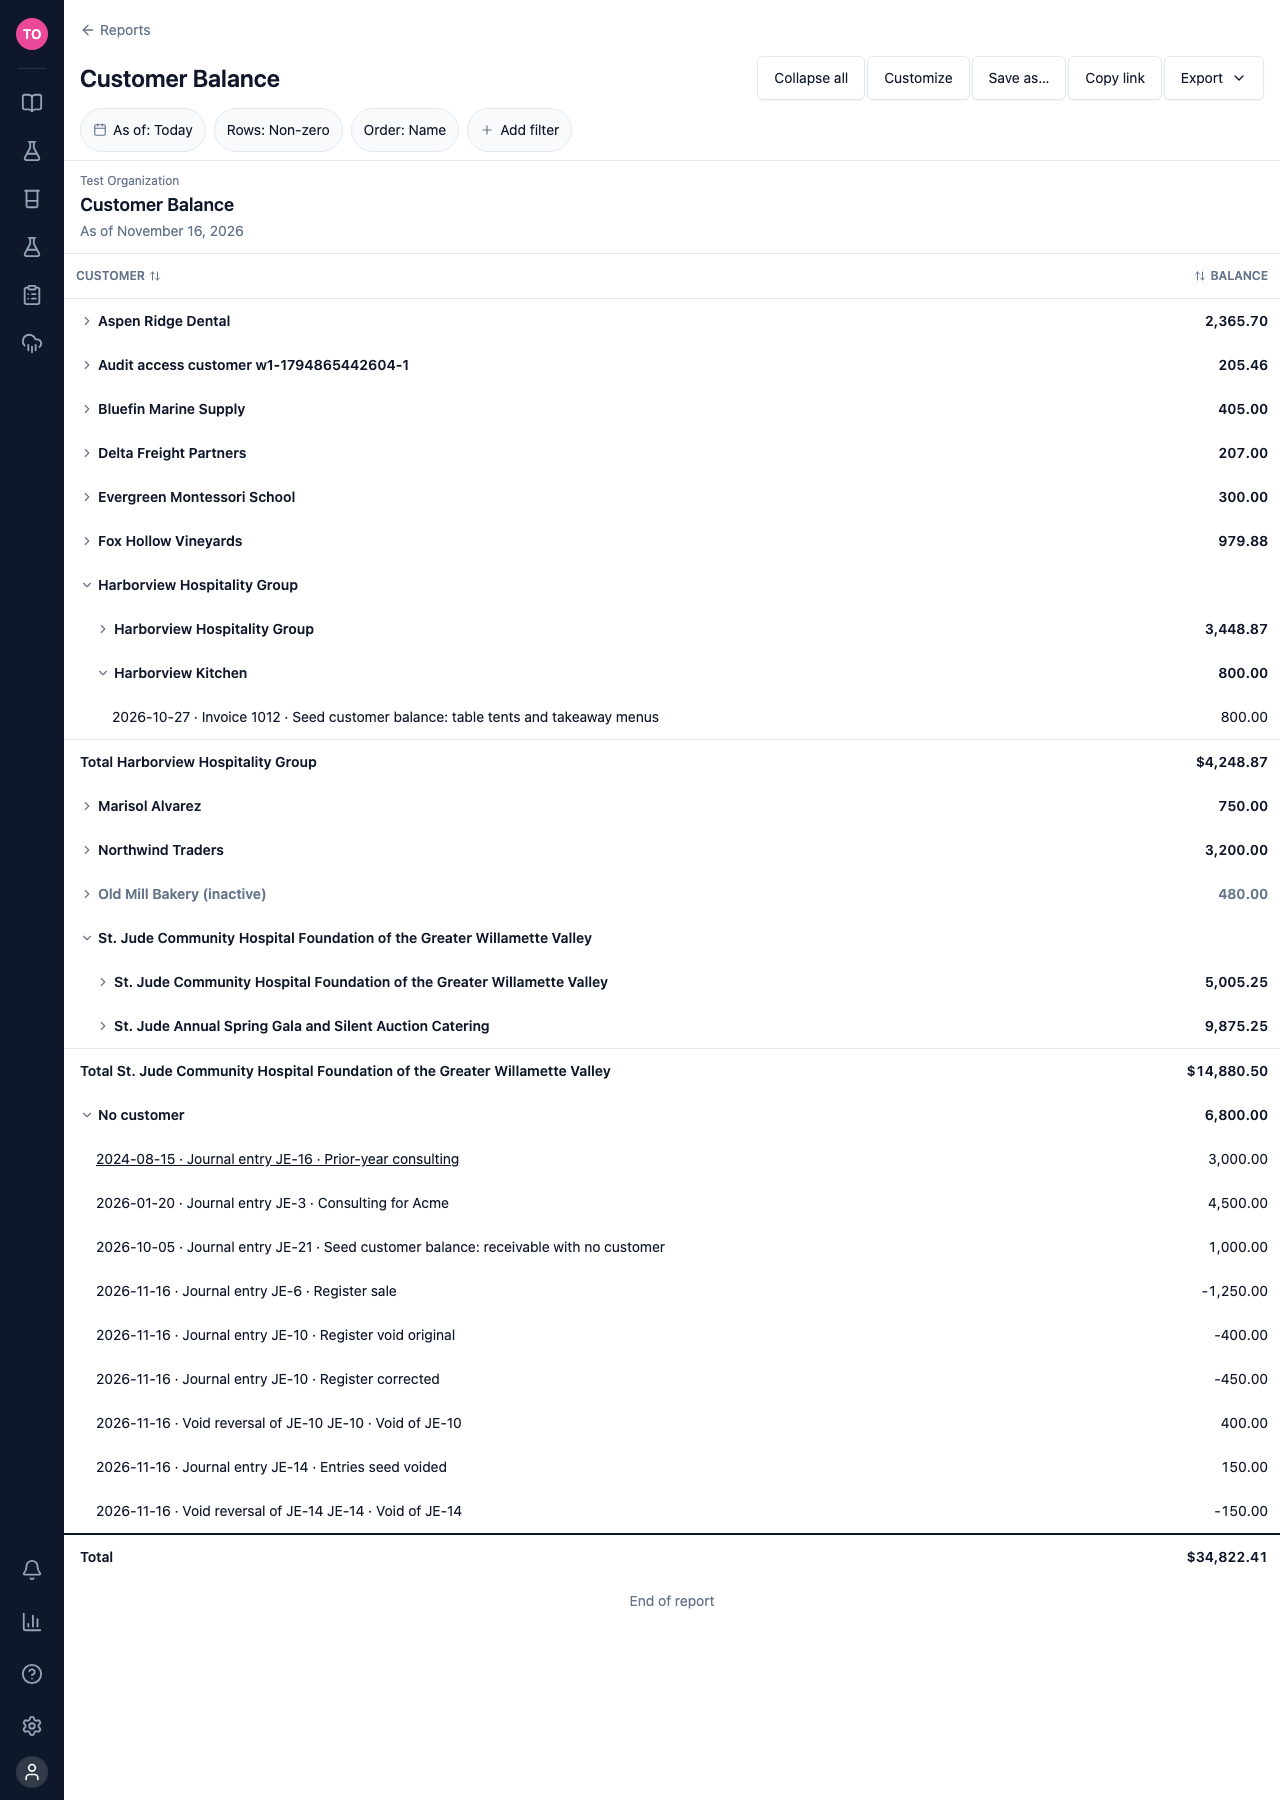 TO
Reports
Customer Balance
Collapse all
Customize
Save as...
Copy link
Export
As of: Today
Rows: Non-zero
Order: Name
Add filter
Test Organization
Customer Balance
As of November 16, 2026
CUSTOMER BALANCE
Aspen Ridge Dental 2,365.70
Audit access customer w1-1794865442604-1 205.46
Bluefin Marine Supply 405.00
Delta Freight Partners 207.00
Evergreen Montessori School 300.00
Fox Hollow Vineyards 979.88
Harborview Hospitality Group
Harborview Hospitality Group 3,448.87
Harborview Kitchen 800.00
2026-10-27 · Invoice 1012 · Seed customer balance: table tents and takeaway menus 800.00
Total Harborview Hospitality Group $4,248.87
Marisol Alvarez 750.00
Northwind Traders 3,200.00
Old Mill Bakery (inactive) 480.00
St. Jude Community Hospital Foundation of the Greater Willamette Valley
St. Jude Community Hospital Foundation of the Greater Willamette Valley 5,005.25
St. Jude Annual Spring Gala and Silent Auction Catering 9,875.25
Total St. Jude Community Hospital Foundation of the Greater Willamette Valley $14,880.50
No customer 6,800.00
2024-08-15 · Journal entry JE-16 · Prior-year consulting 3,000.00
2026-01-20 · Journal entry JE-3 · Consulting for Acme 4,500.00
2026-10-05 · Journal entry JE-21 · Seed customer balance: receivable with no customer 1,000.00
2026-11-16 · Journal entry JE-6 · Register sale -1,250.00
2026-11-16 · Journal entry JE-10 · Register void original -400.00
2026-11-16 · Journal entry JE-10 · Register corrected -450.00
2026-11-16 · Void reversal of JE-10 JE-10 · Void of JE-10 400.00
2026-11-16 · Journal entry JE-14 · Entries seed voided 150.00
2026-11-16 · Void reversal of JE-14 JE-14 · Void of JE-14 -150.00
Total $34,822.41
End of report